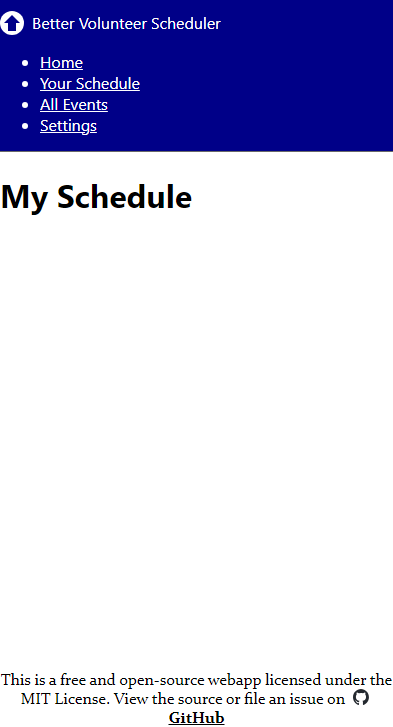 Better Volunteer Scheduler
Home
Your Schedule
All Events
Settings
My Schedule
This is a free and open-source webapp licensed under the
MIT License. View the source or file an issue on
GitHub